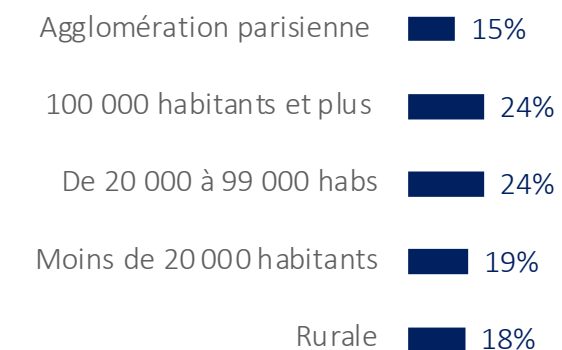 Agglomération parisienne 15%
100 000 habitants et plus 24%
De 20 000 à 99 000 habs 24%
Moins de 20 000 habitants 19%
Rurale 18%